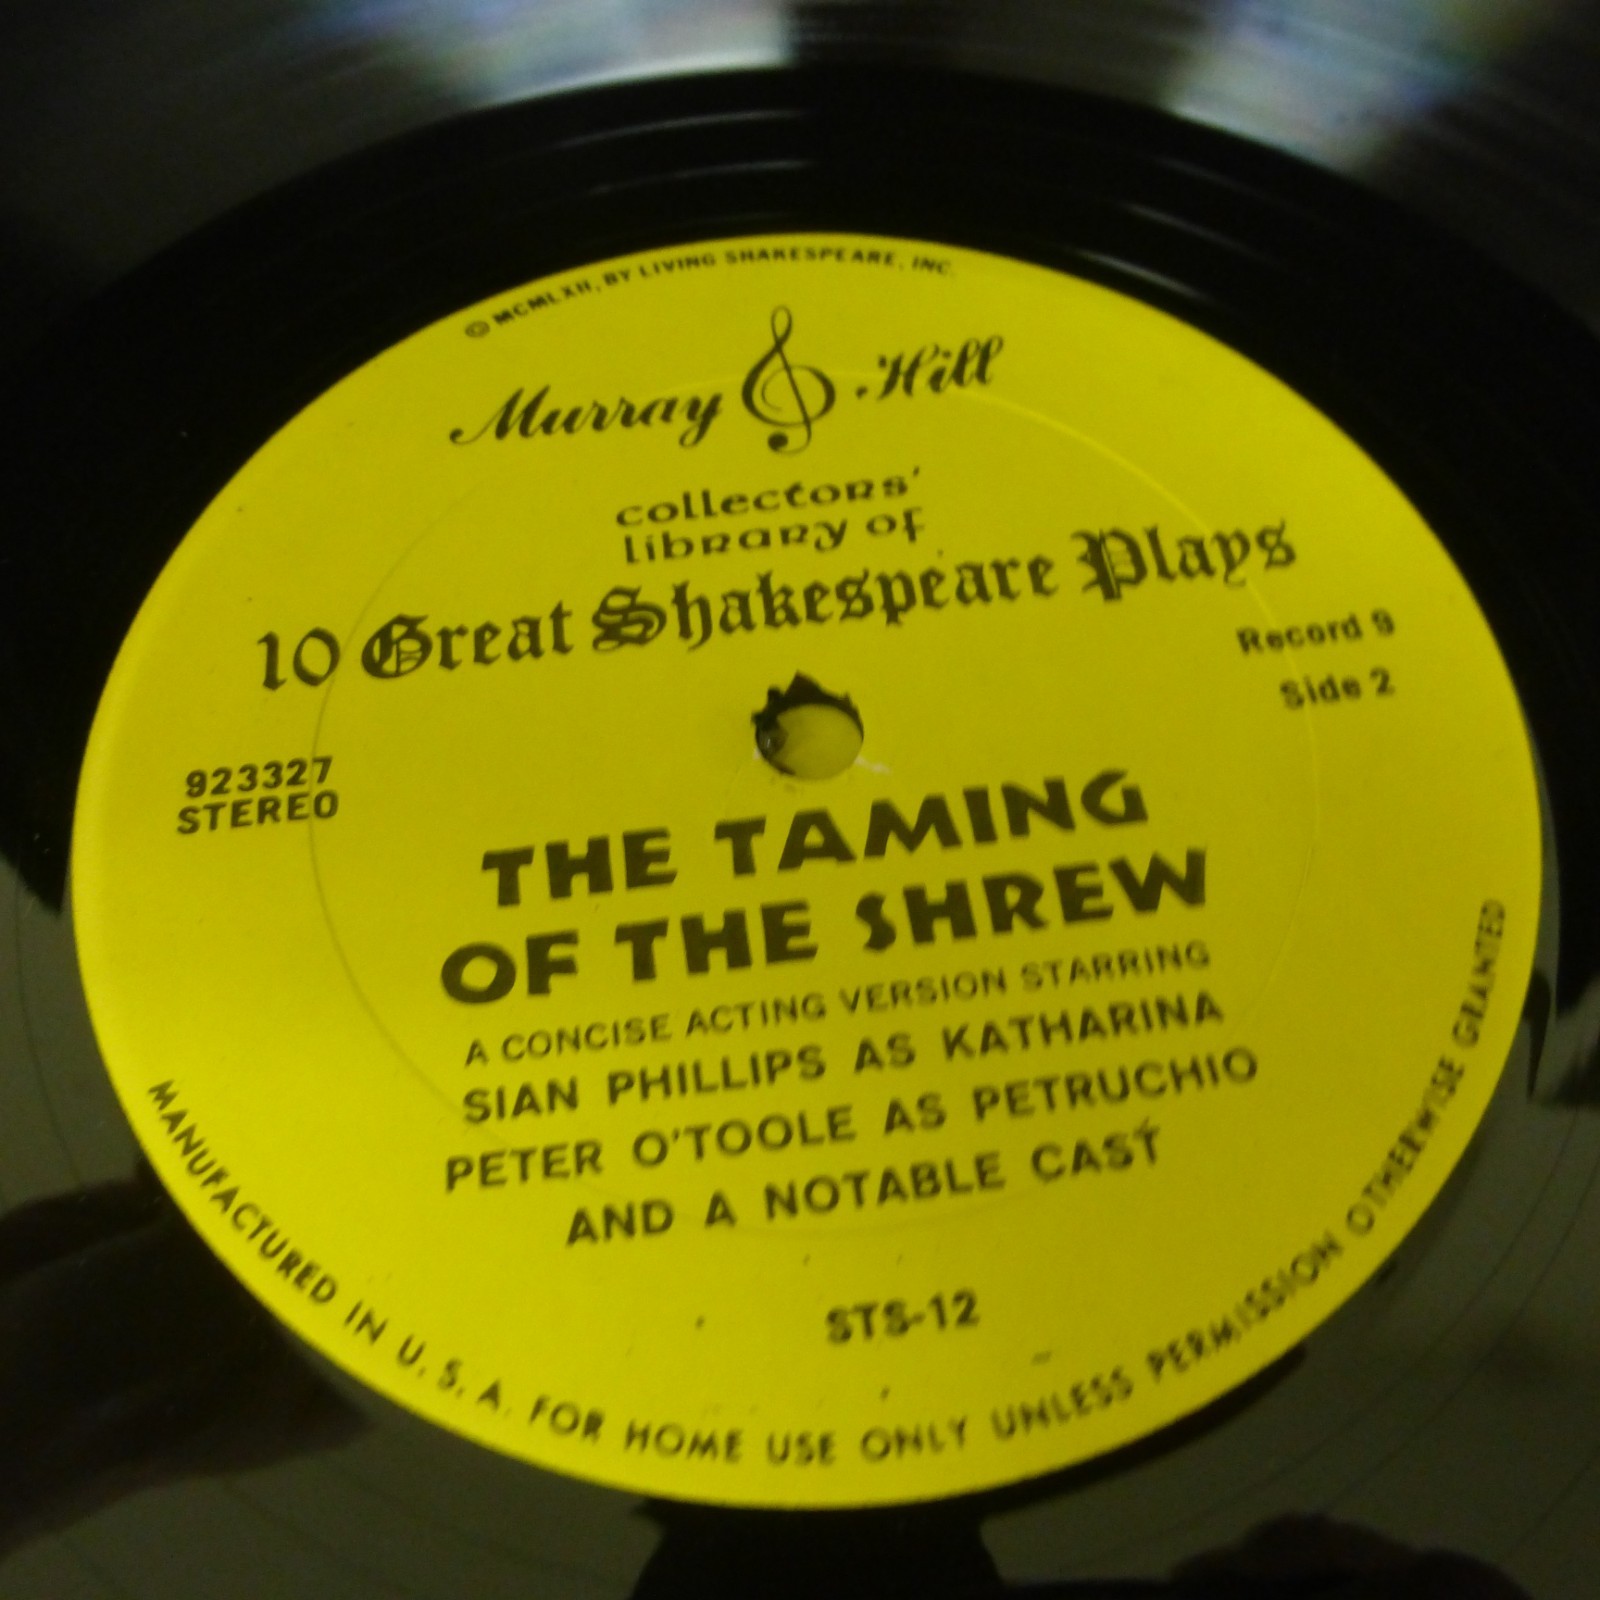 © MCMLXII, BY LIVING SHAKESPEARE, INC.
Murray Hill
collectors'
library of
10 Great Shakespeare Plays
Record 9
Side 2
923327
STEREO
THE TAMING
OF THE SHREW
A CONCISE ACTING VERSION STARRING
SIAN PHILLIPS AS KATHARINA
PETER O'TOOLE AS PETRUCHIO
AND A NOTABLE CAST
STS-12
MANUFACTURED IN U. S. A. FOR HOME USE ONLY UNLESS PERMISSION OTHERWISE GRANTED